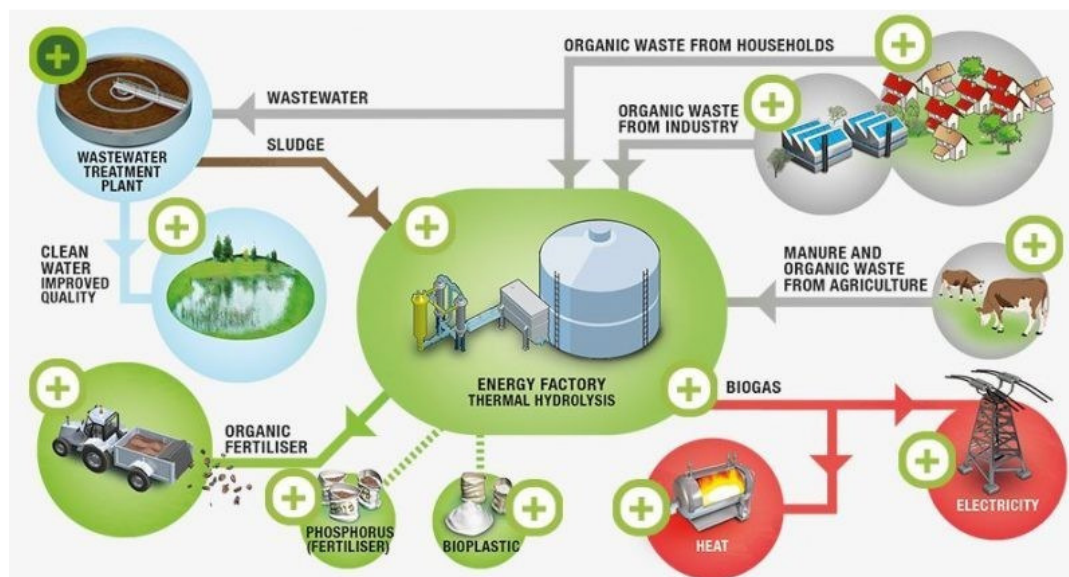 ORGANIC WASTE FROM HOUSEHOLDS
WASTEWATER
ORGANIC WASTE
FROM INDUSTRY
SLUDGE
WASTEWATER
TREATMENT
PLANT
CLEAN
WATER
IMPROVED
QUALITY
MANURE AND
ORGANIC WASTE
FROM AGRICULTURE
ENERGY FACTORY
THERMAL HYDROLYSIS
BIOGAS
ORGANIC
FERTILISER
PHOSPHORUS
(FERTILISER)
BIOPLASTIC
HEAT
ELECTRICITY